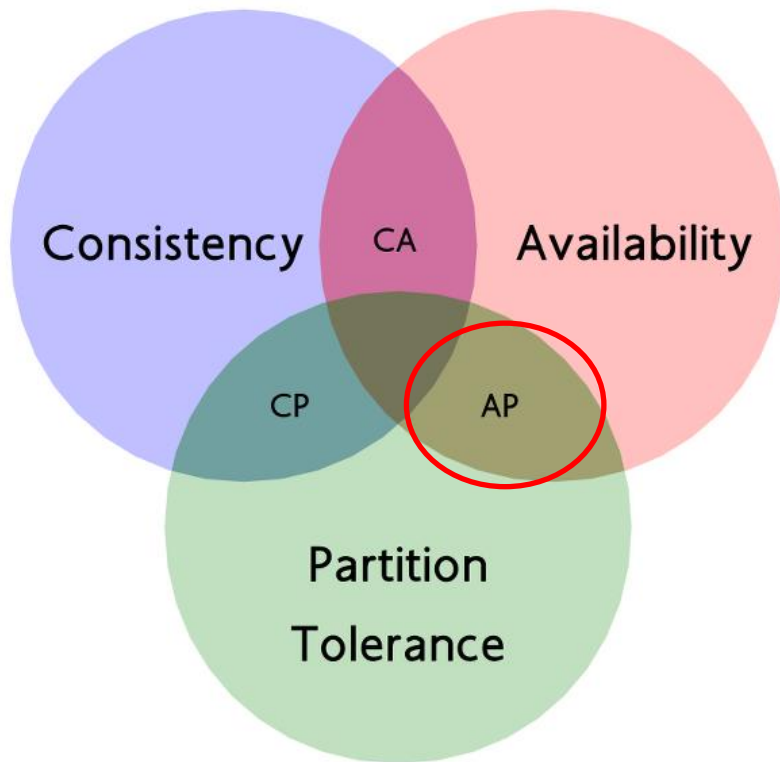 Consistency
CA
Availability
CP
AP
Partition
Tolerance